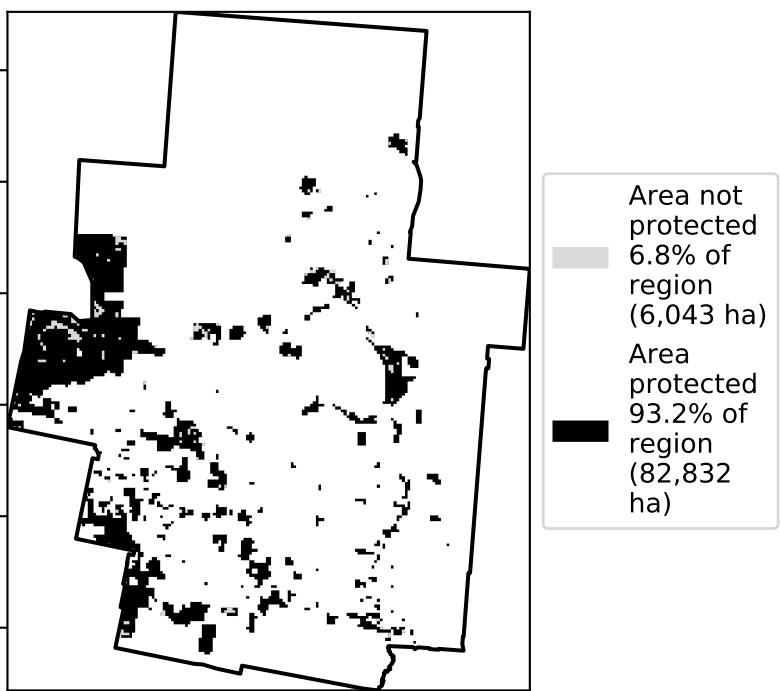 Area not
protected
6.8% of
region
(6,043 ha)
Area
protected
93.2% of
region
(82,832
ha)